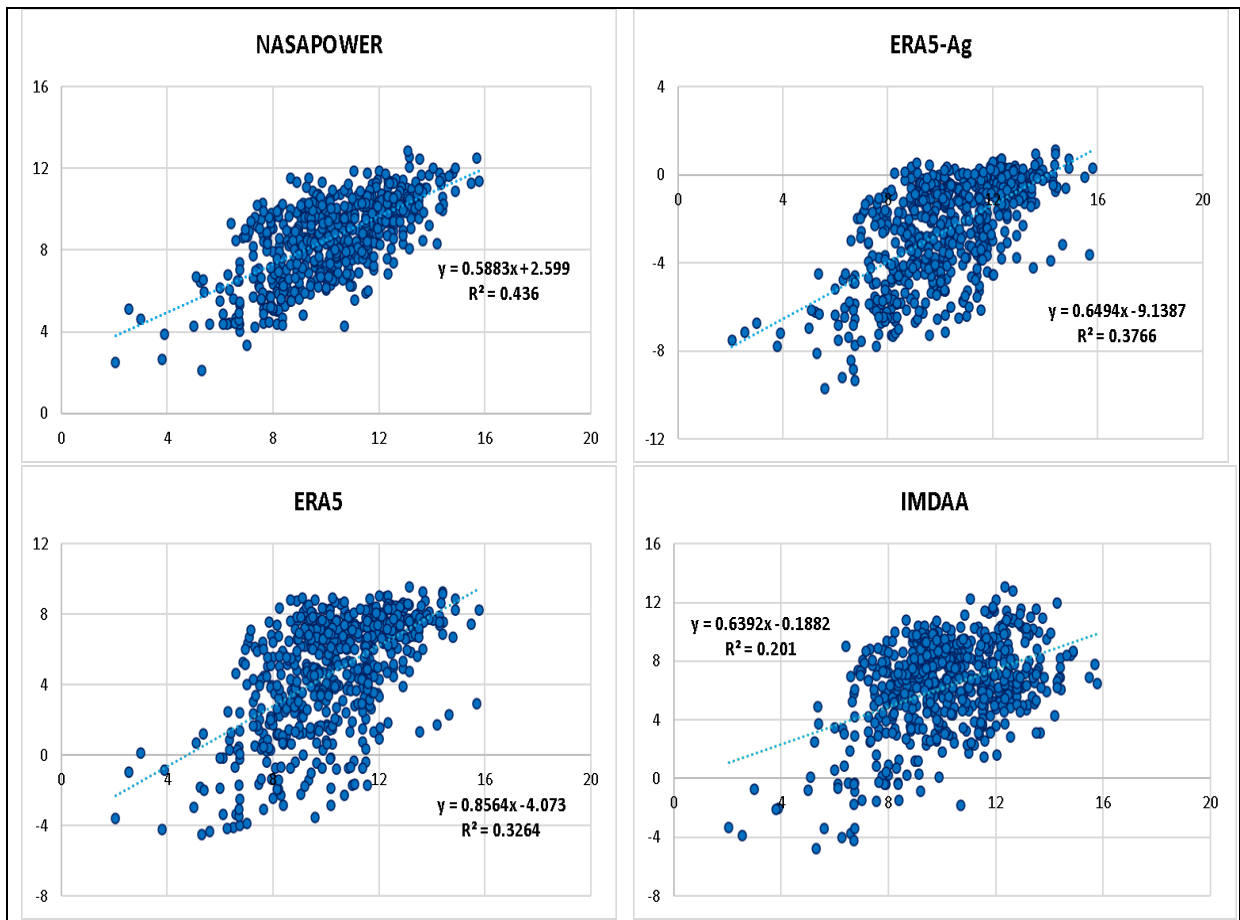 NASAPOWER
16
12
8
4
0
0 4 8 12 16 20
y = 0.5883x + 2.599
R² = 0.436
ERA5-Ag
4
0
-4
-8
-12
0 4 8 12 16 20
y = 0.6494x - 9.1387
R² = 0.3766
ERA5
12
8
4
0
-4
-8
0 4 8 12 16 20
y = 0.8564x - 4.073
R² = 0.3264
IMDAA
16
12
8
4
0
-4
-8
0 4 8 12 16 20
y = 0.6392x - 0.1882
R² = 0.201